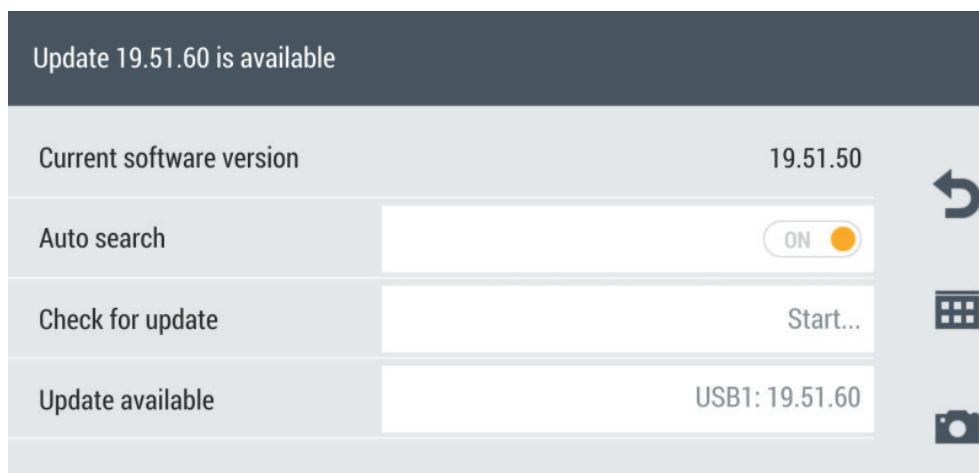 Update 19.51.60 is available
Current software version 19.51.50
Auto search ON
Check for update Start...
Update available USB1: 19.51.60